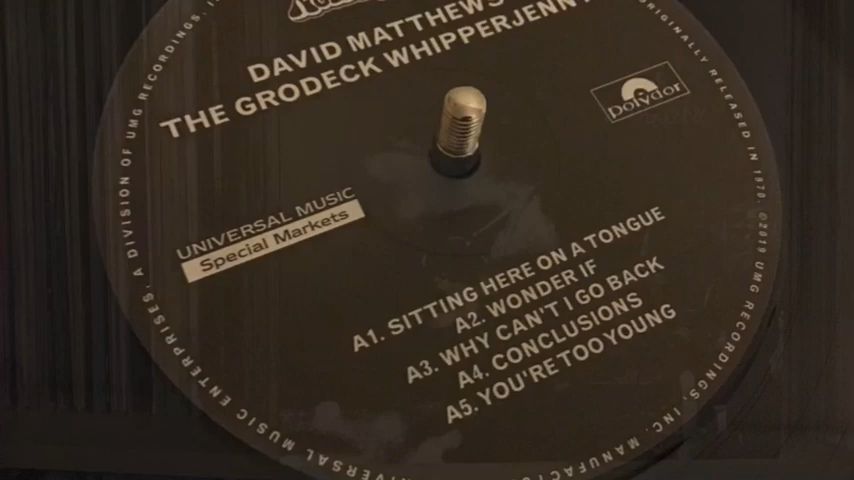 DAVID MATTHEWS
THE GRODECK WHIPPERJENNY
Polydor
UNIVERSAL MUSIC
Special Markets
A1. SITTING HERE ON A TONGUE
A2. WONDER IF
A3. WHY CAN'T I GO BACK
A4. CONCLUSIONS
A5. YOU'RE TOO YOUNG
ORIGINALLY RELEASED IN 1970. ©2019 UMG RECORDINGS, INC. MANUFACTU
UNIVERSAL MUSIC ENTERPRISES, A DIVISION OF UMG RECORDINGS, I